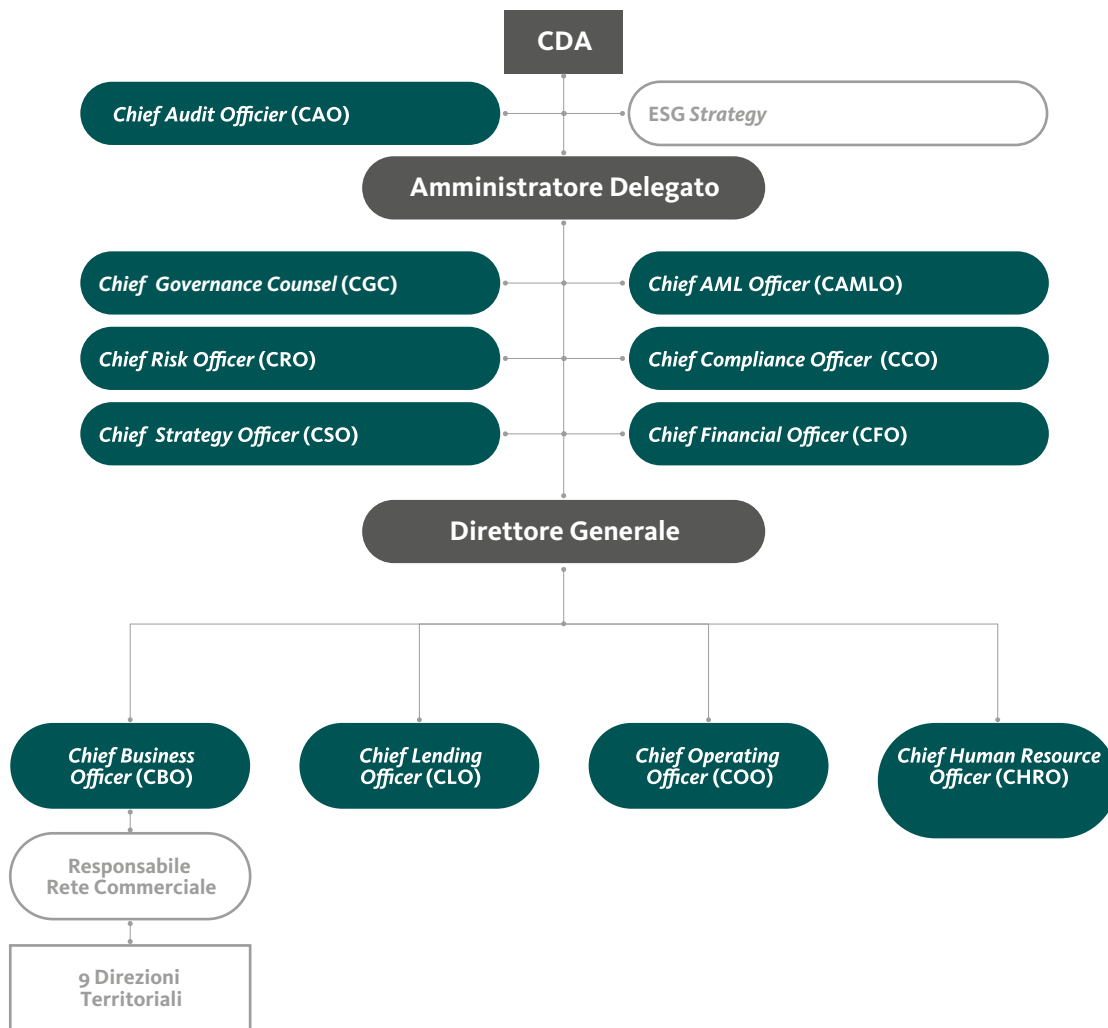 CDA
Chief Audit Officier (CAO)
ESG Strategy
Amministratore Delegato
Chief Governance Counsel (CGC)
Chief AML Officer (CAMLO)
Chief Risk Officer (CRO)
Chief Compliance Officer (CCO)
Chief Strategy Officer (CSO)
Chief Financial Officer (CFO)
Direttore Generale
Chief Business
Officer (CBO)
Chief Lending
Officer (CLO)
Chief Operating
Officer (COO)
Chief Human Resource
Officer (CHRO)
Responsabile
Rete Commerciale
9 Direzioni
Territoriali